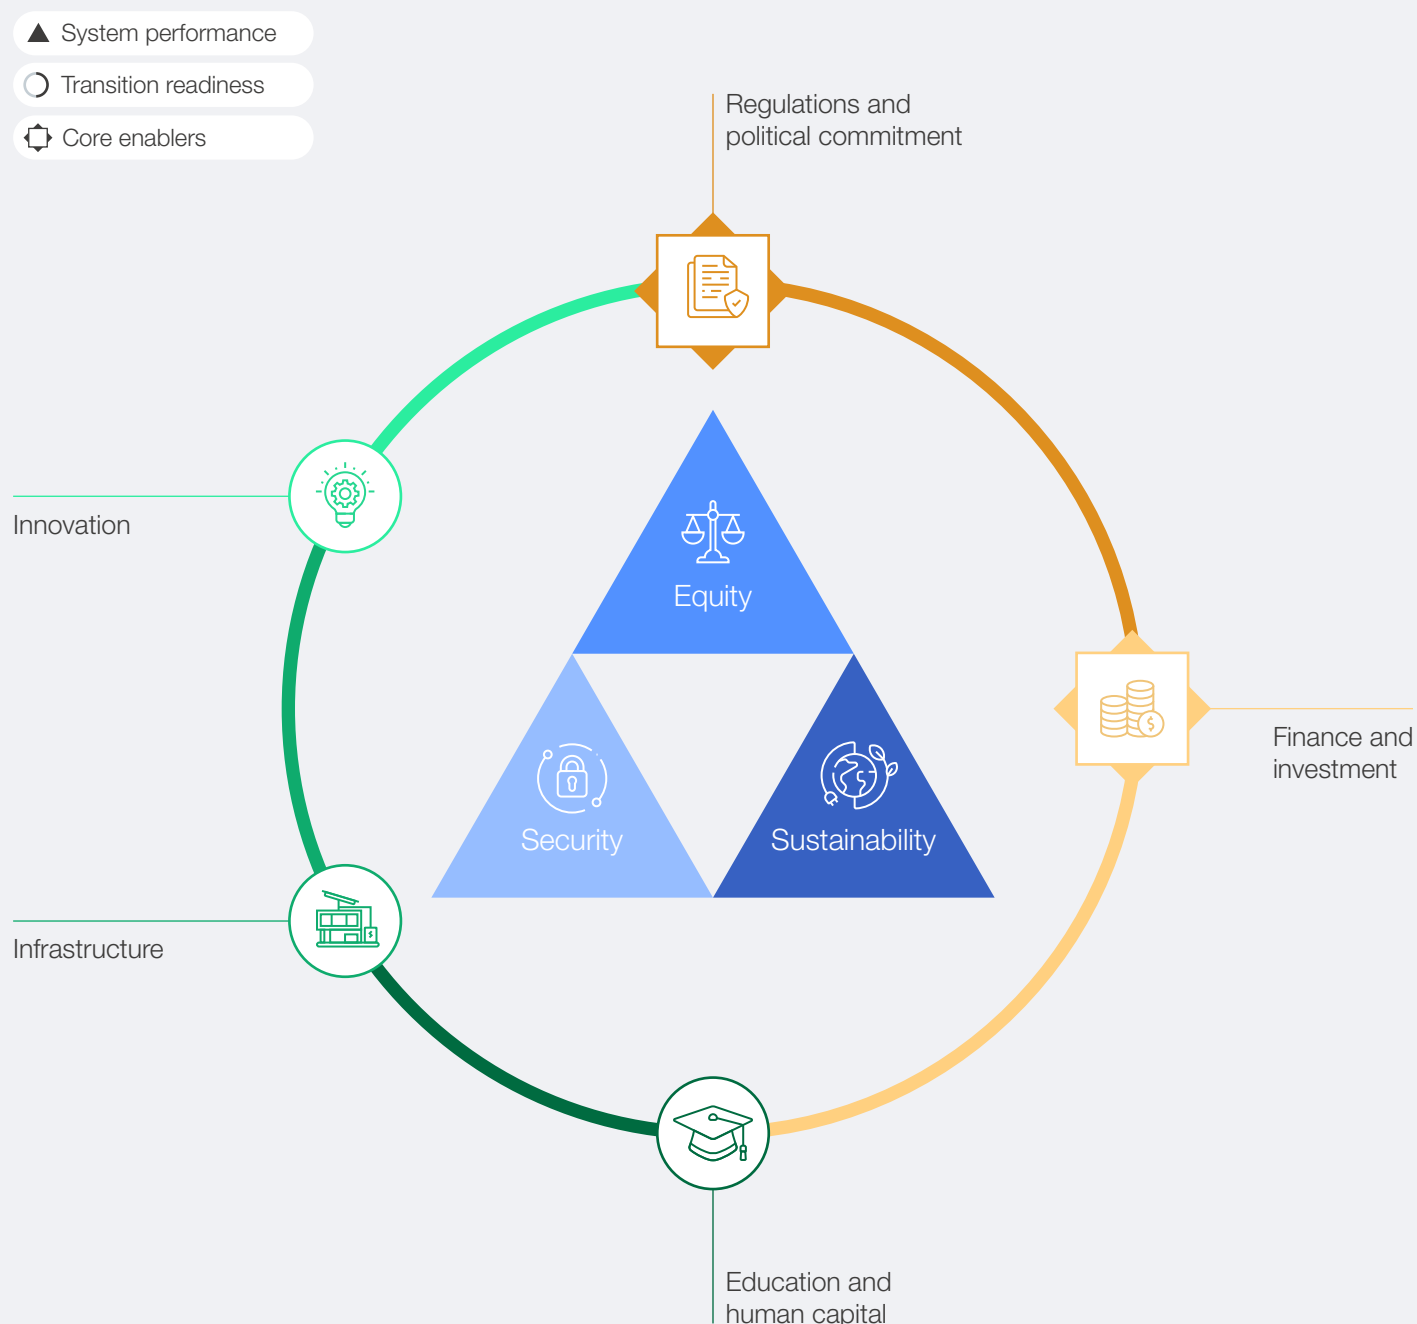 System performance
Transition readiness
Core enablers
Regulations and
political commitment
Innovation
Equity
Finance and
investment
Security
Sustainability
Infrastructure
Education and
human capital